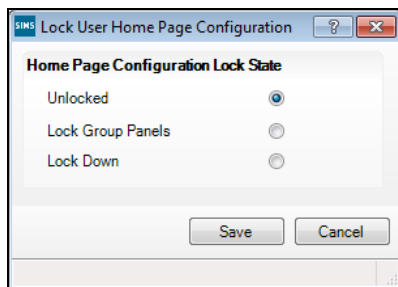 SIMS Lock User Home Page Configuration ?
Home Page Configuration Lock State
Unlocked
Lock Group Panels
Lock Down
Save Cancel